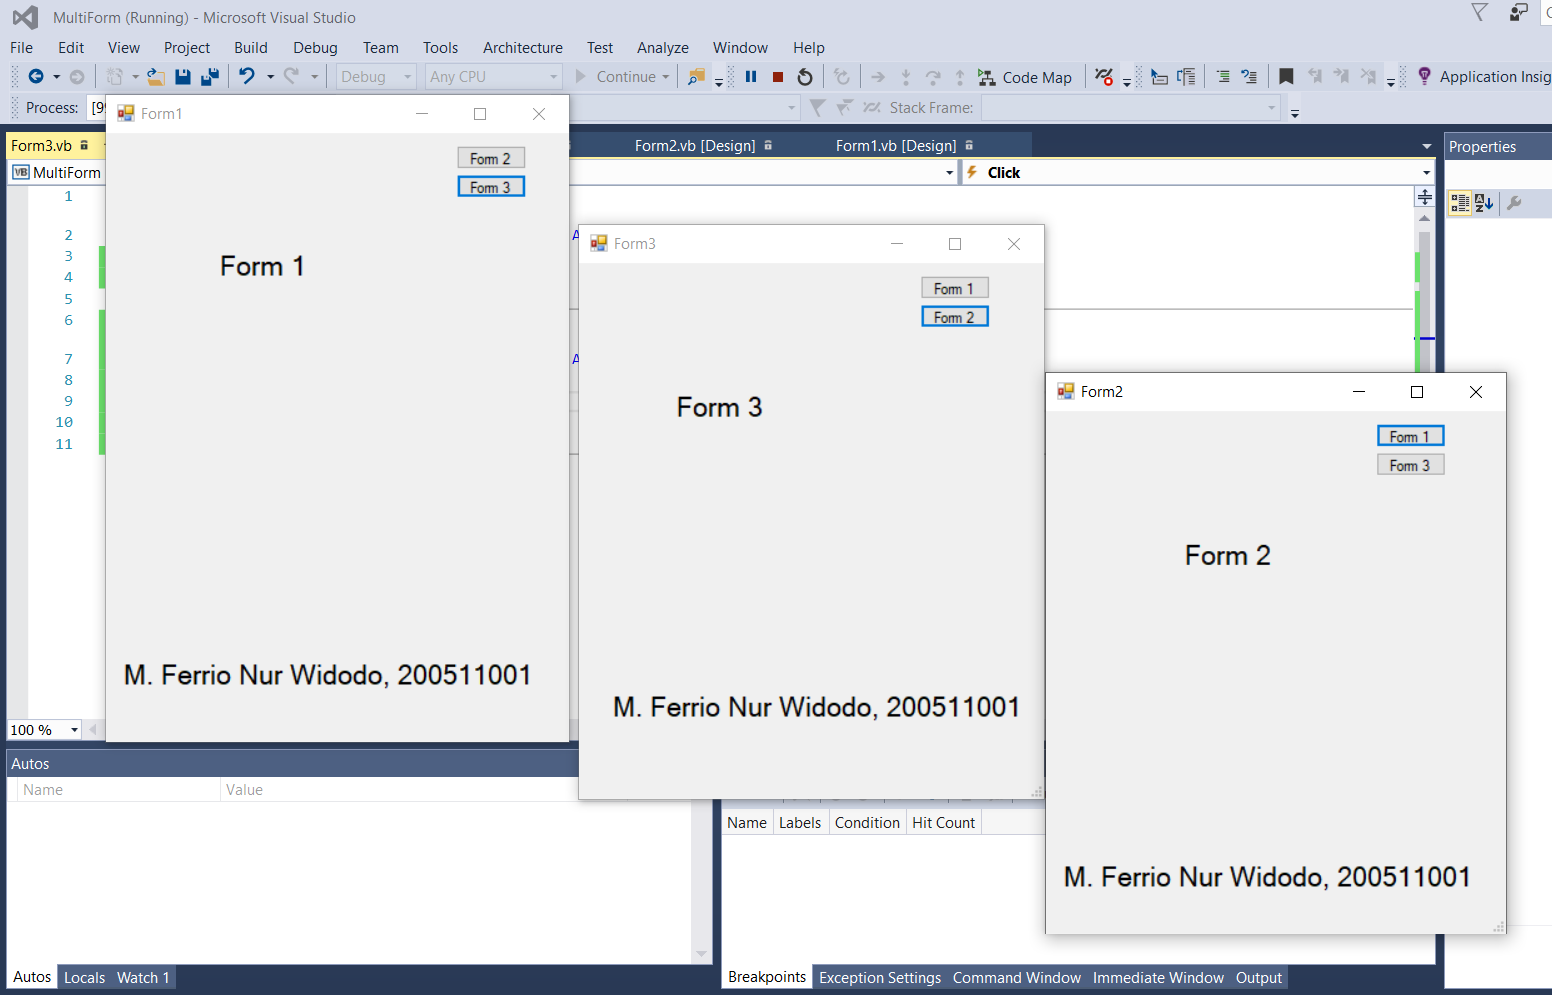 MultiForm (Running) - Microsoft Visual Studio
File Edit View Project Build Debug Team Tools Architecture Test Analyze Window Help
Debug Any CPU Continue Code Map Application Insig
Process: [99 Stack Frame:
Form1
Form3.vb Form2.vb [Design] Form1.vb [Design] Properties
VB MultiForm Click
Form 2
Form 3
1
2 A
3
4
5
6
7 A
8
9
10
11
Form 1
M. Ferrio Nur Widodo, 200511001
Form3
Form 1
Form 2
Form 3
M. Ferrio Nur Widodo, 200511001
Form2
Form 1
Form 3
Form 2
M. Ferrio Nur Widodo, 200511001
100 %
Autos
Name Value
Name Labels Condition Hit Count
Autos Locals Watch 1
Breakpoints Exception Settings Command Window Immediate Window Output